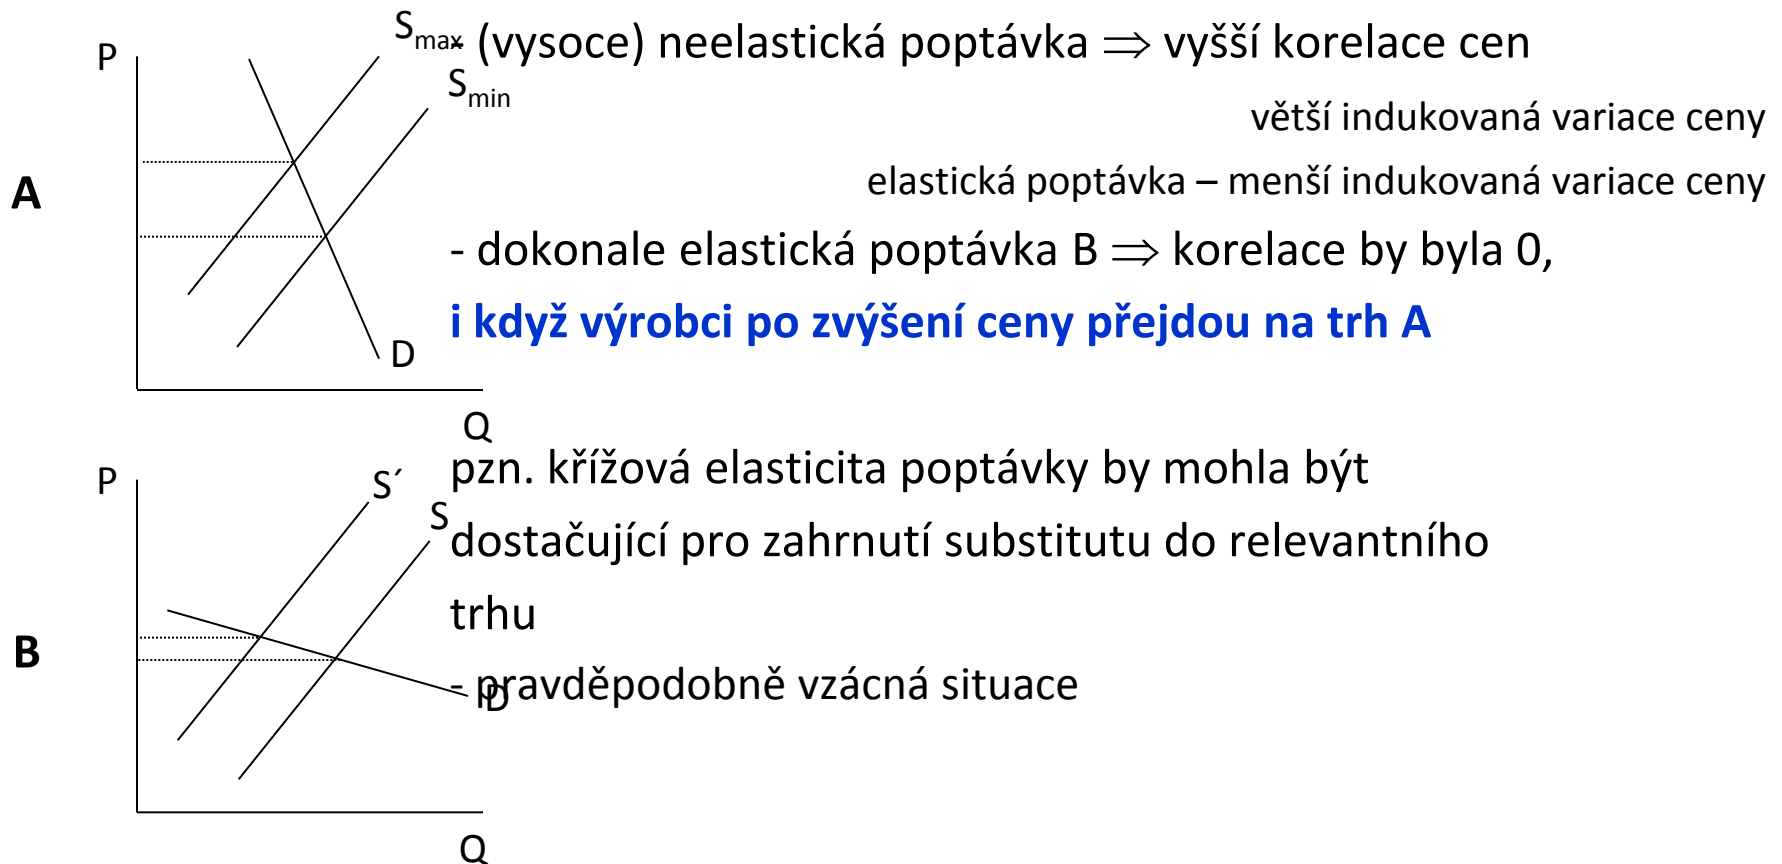 S_max - (vysoce) neelastická poptávka ⇒ vyšší korelace cen
P
S_min
větší indukovaná variace ceny
elastická poptávka – menší indukovaná variace ceny
A
- dokonale elastická poptávka B ⇒ korelace by byla 0,
i když výrobci po zvýšení ceny přejdou na trh A
D
Q
pzn. křížová elasticita poptávky by mohla být
P
S´
S
dostačující pro zahrnutí substitutu do relevantního
trhu
B
- pravděpodobně vzácná situace
D
Q